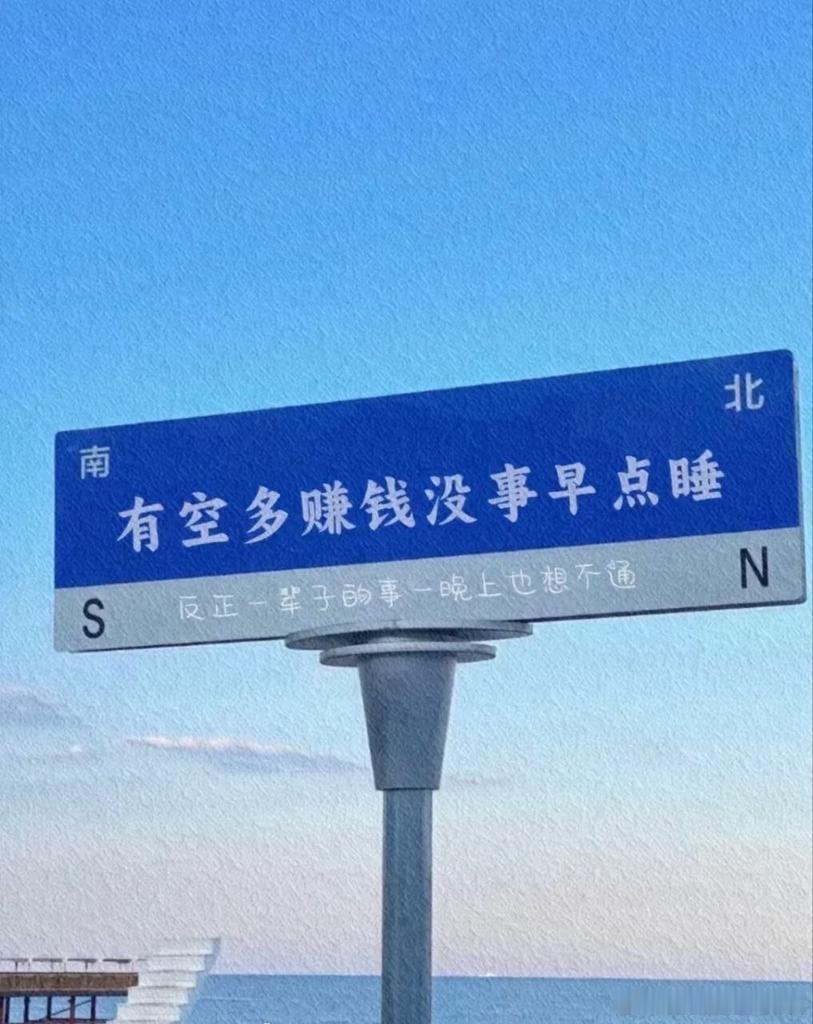 南 北
有空多赚钱没事早点睡
反正一辈子的事一晚上也想不通
S N